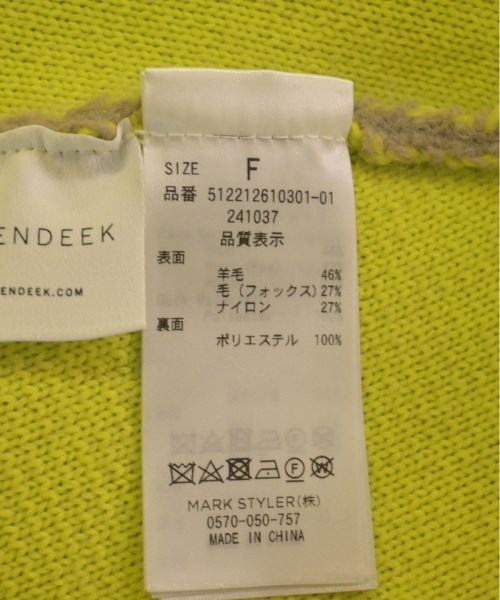 ENDEEK
ENDEEK.COM
SIZE F
品番 512212610301-01
241037
品質表示
表面
羊毛 46%
毛(フォックス) 27%
ナイロン 27%
裏面
ポリエステル 100%
MARK STYLER(株)
0570-050-757
MADE IN CHINA